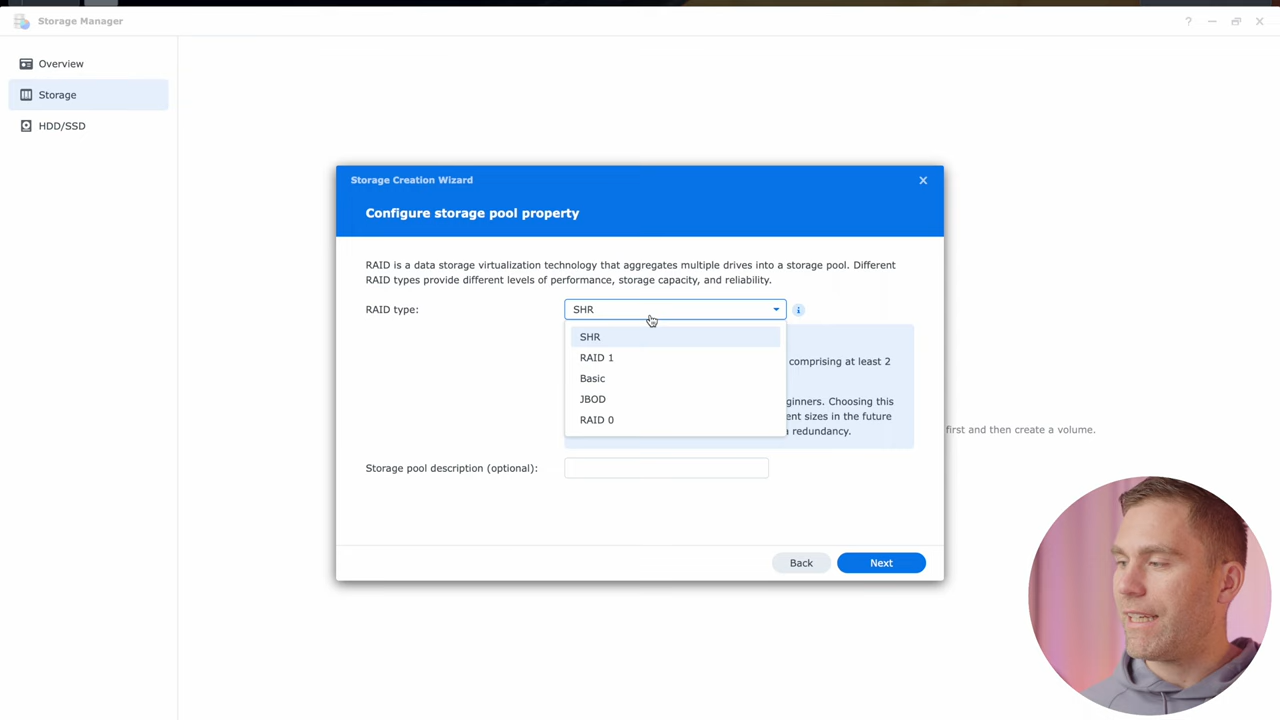 Storage Manager
?
Overview
Storage
HDD/SSD
Storage Creation Wizard
Configure storage pool property
RAID is a data storage virtualization technology that aggregates multiple drives into a storage pool. Different
RAID types provide different levels of performance, storage capacity, and reliability.
RAID type:
SHR
i
SHR
RAID 1
comprising at least 2
Basic
JBOD
ginners. Choosing this
RAID 0
ent sizes in the future
redundancy.
first and then create a volume.
Storage pool description (optional):
Back
Next